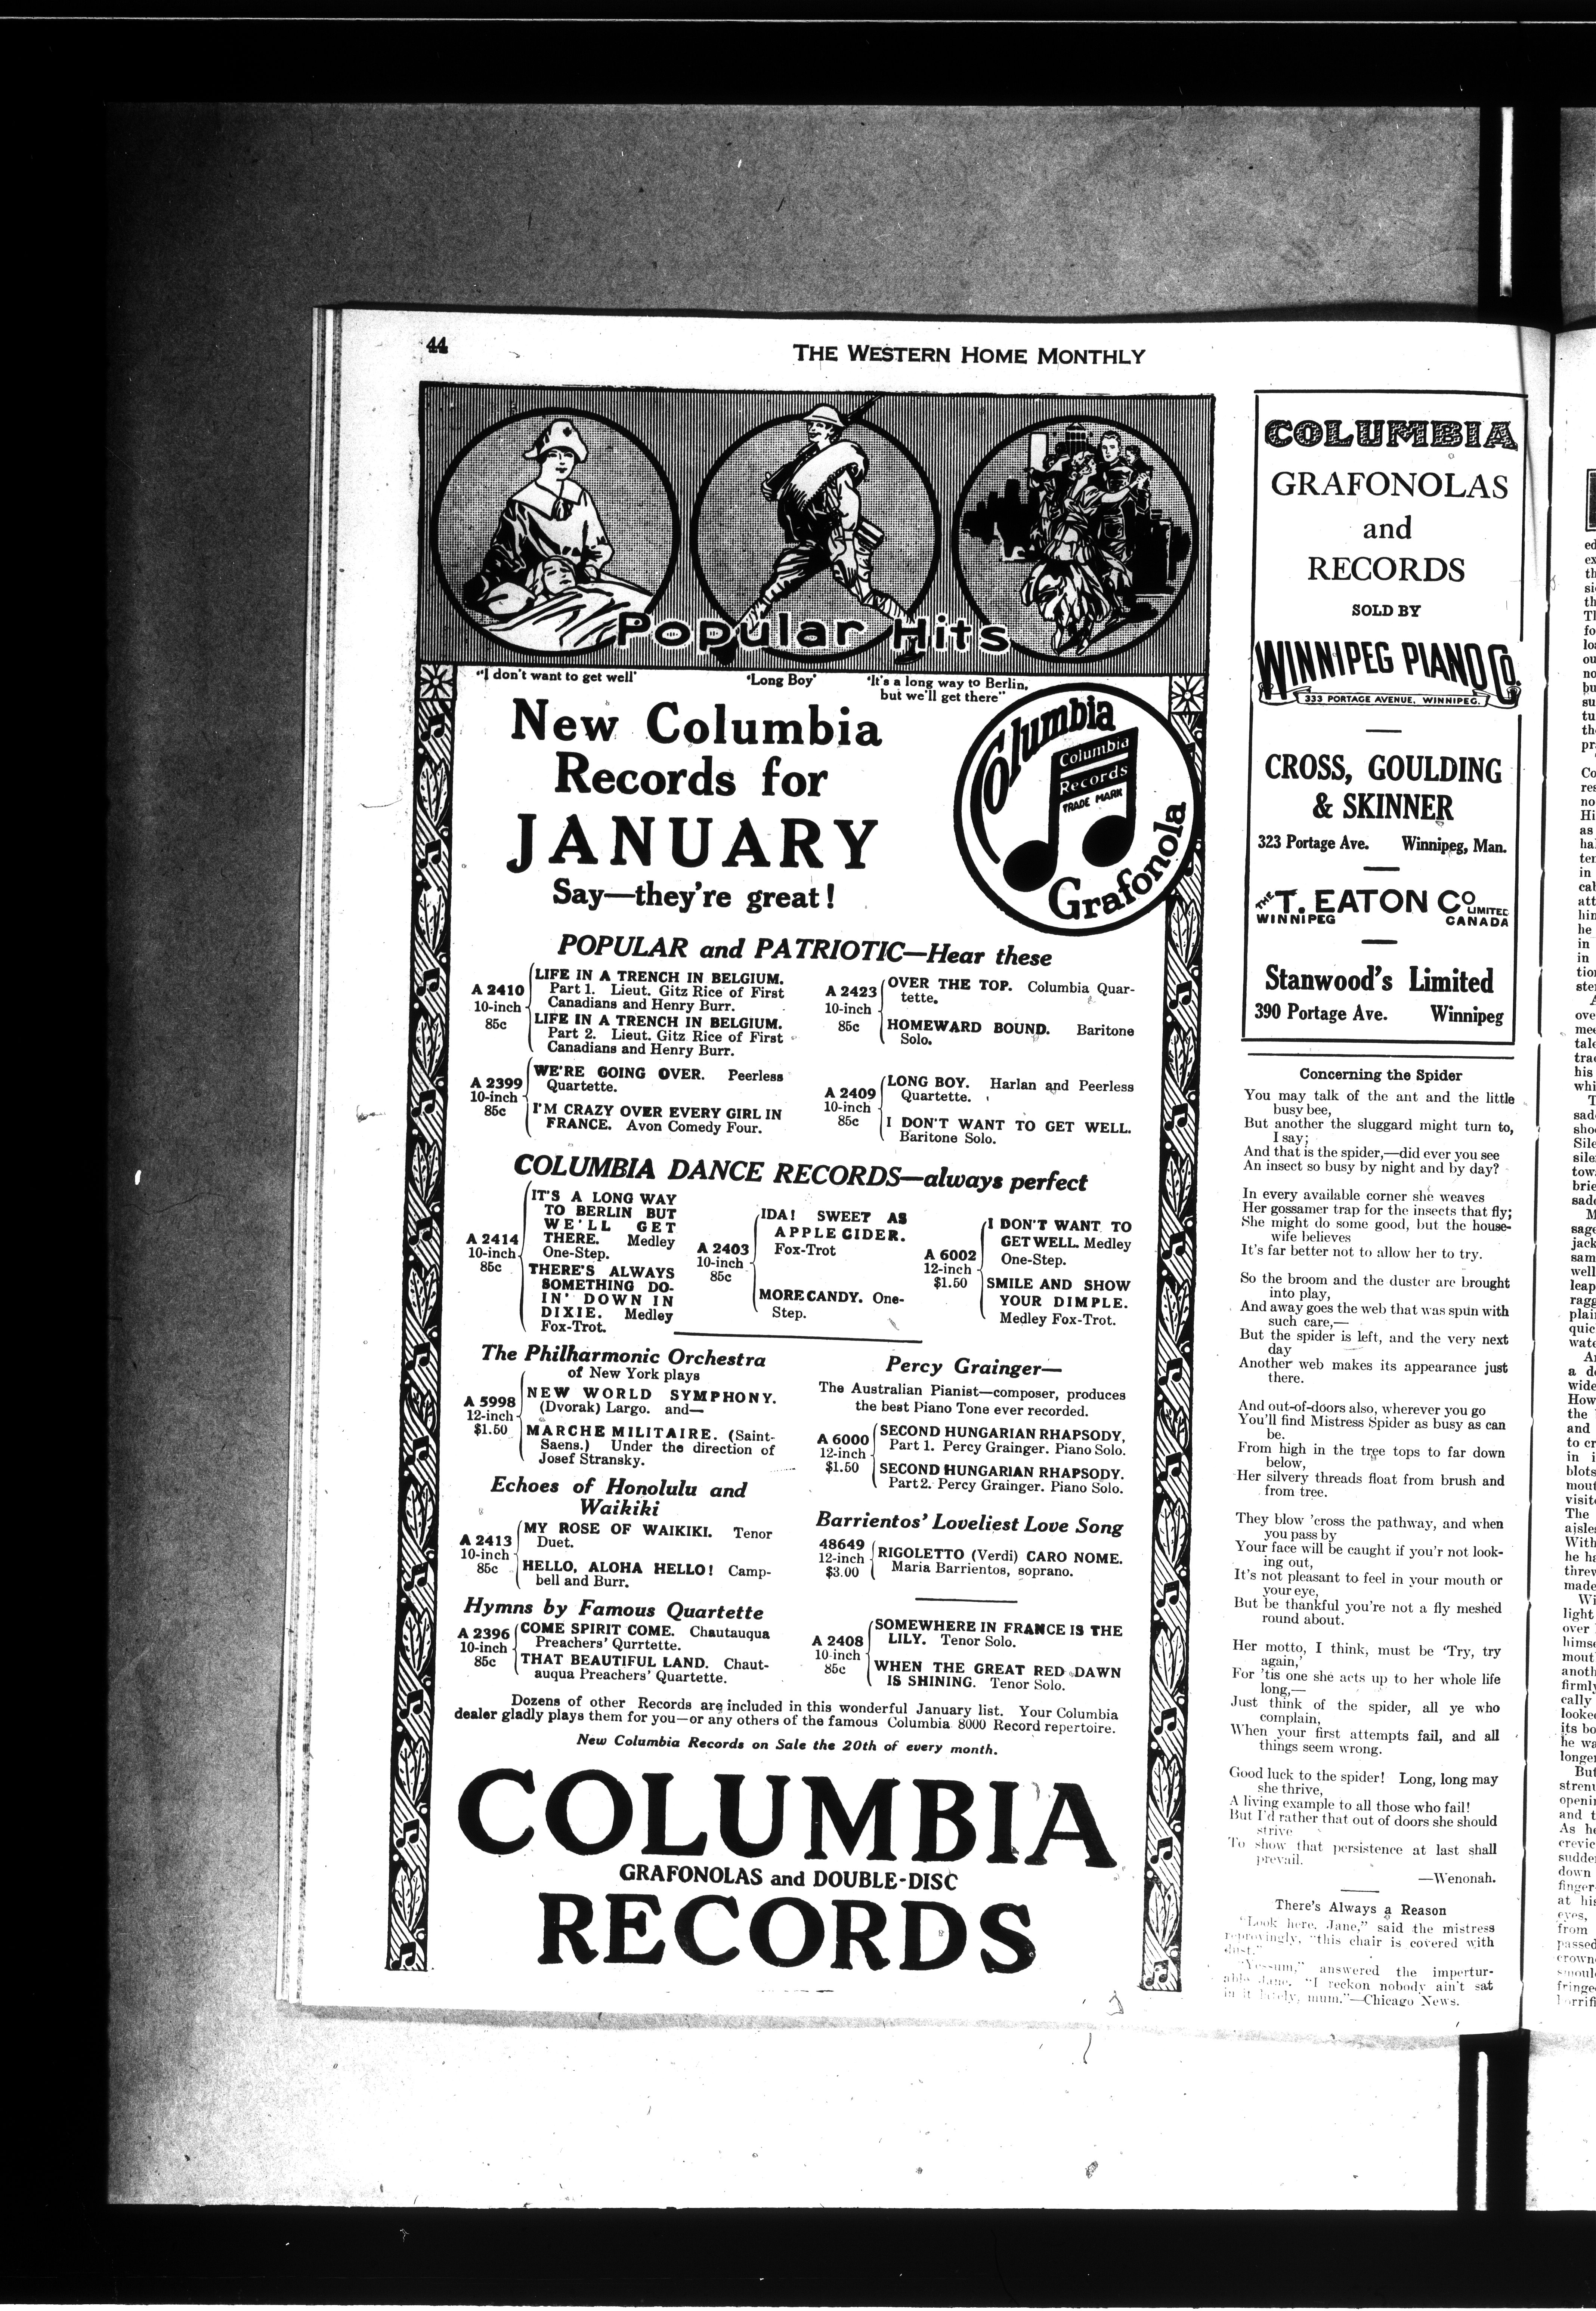 44
THE WESTERN HOME MONTHLY
Popular Hits
"I don't want to get well'
'Long Boy'
'It's a long way to Berlin,
but we'll get there"
New Columbia
Records for
JANUARY
Say—they're great!
Columbia
Columbia
Records
TRADE MARK
Grafonola
POPULAR and PATRIOTIC—Hear these
A 2410
10-inch
85c
LIFE IN A TRENCH IN BELGIUM.
Part 1. Lieut. Gitz Rice of First
Canadians and Henry Burr.
LIFE IN A TRENCH IN BELGIUM.
Part 2. Lieut. Gitz Rice of First
Canadians and Henry Burr.
A 2423
10-inch
85c
OVER THE TOP. Columbia Quar-
tette.
HOMEWARD BOUND. Baritone
Solo.
A 2399
10-inch
85c
WE'RE GOING OVER. Peerless
Quartette.
I'M CRAZY OVER EVERY GIRL IN
FRANCE. Avon Comedy Four.
A 2409
10-inch
85c
LONG BOY. Harlan and Peerless
Quartette.
I DON'T WANT TO GET WELL.
Baritone Solo.
COLUMBIA DANCE RECORDS—always perfect
A 2414
10-inch
85c
IT'S A LONG WAY
TO BERLIN BUT
WE'LL GET
THERE. Medley
One-Step.
THERE'S ALWAYS
SOMETHING DO-
IN' DOWN IN
DIXIE. Medley
Fox-Trot.
A 2403
10-inch
85c
IDA! SWEET AS
APPLE CIDER.
Fox-Trot
MORE CANDY. One-
Step.
A 6002
12-inch
$1.50
I DON'T WANT TO
GET WELL. Medley
One-Step.
SMILE AND SHOW
YOUR DIMPLE.
Medley Fox-Trot.
The Philharmonic Orchestra
of New York plays
A 5998
12-inch
$1.50
NEW WORLD SYMPHONY.
(Dvorak) Largo. and—
MARCHE MILITAIRE. (Saint-
Saens.) Under the direction of
Josef Stransky.
Echoes of Honolulu and
Waikiki
A 2413
10-inch
85c
MY ROSE OF WAIKIKI. Tenor
Duet.
HELLO, ALOHA HELLO! Camp-
bell and Burr.
Hymns by Famous Quartette
A 2396
10-inch
85c
COME SPIRIT COME. Chautauqua
Preachers' Qurrtette.
THAT BEAUTIFUL LAND. Chaut-
auqua Preachers' Quartette.
Percy Grainger—
The Australian Pianist—composer, produces
the best Piano Tone ever recorded.
A 6000
12-inch
$1.50
SECOND HUNGARIAN RHAPSODY,
Part 1. Percy Grainger. Piano Solo.
SECOND HUNGARIAN RHAPSODY.
Part 2. Percy Grainger. Piano Solo.
Barrientos' Loveliest Love Song
48649
12-inch
$3.00
RIGOLETTO (Verdi) CARO NOME.
Maria Barrientos, soprano.
A 2408
10-inch
85c
SOMEWHERE IN FRANCE IS THE
LILY. Tenor Solo.
WHEN THE GREAT RED DAWN
IS SHINING. Tenor Solo.
Dozens of other Records are included in this wonderful January list. Your Columbia
dealer gladly plays them for you—or any others of the famous Columbia 8000 Record repertoire.
New Columbia Records on Sale the 20th of every month.
COLUMBIA
GRAFONOLAS and DOUBLE-DISC
RECORDS
COLUMBIA
GRAFONOLAS
and
RECORDS
SOLD BY
WINNIPEG PIANO Co.
333 PORTAGE AVENUE, WINNIPEG.
CROSS, GOULDING
& SKINNER
323 Portage Ave. Winnipeg, Man.
THE T. EATON Co LIMITED
WINNIPEG CANADA
Stanwood's Limited
390 Portage Ave. Winnipeg
Concerning the Spider
You may talk of the ant and the little
busy bee,
But another the sluggard might turn to,
I say;
And that is the spider,—did ever you see
An insect so busy by night and by day?
In every available corner she weaves
Her gossamer trap for the insects that fly;
She might do some good, but the house-
wife believes
It's far better not to allow her to try.
So the broom and the duster are brought
into play,
And away goes the web that was spun with
such care,—
But the spider is left, and the very next
day
Another web makes its appearance just
there.
And out-of-doors also, wherever you go
You'll find Mistress Spider as busy as can
be.
From high in the tree tops to far down
below,
Her silvery threads float from brush and
from tree.
They blow 'cross the pathway, and when
you pass by
Your face will be caught if you'r not look-
ing out,
It's not pleasant to feel in your mouth or
your eye,
But be thankful you're not a fly meshed
round about.
Her motto, I think, must be 'Try, try
again,'
For 'tis one she acts up to her whole life
long,—
Just think of the spider, all ye who
complain,
When your first attempts fail, and all
things seem wrong.
Good luck to the spider! Long, long may
she thrive,
A living example to all those who fail!
But I'd rather that out of doors she should
strive
To show that persistence at last shall
prevail.
—Wenonah.
There's Always a Reason
"Look here, Jane," said the mistress
reprovingly, "this chair is covered with
dust."
"Yes-sum," answered the impertur-
able Jane. "I reckon nobody ain't sat
in it lately, mum."—Chicago News.